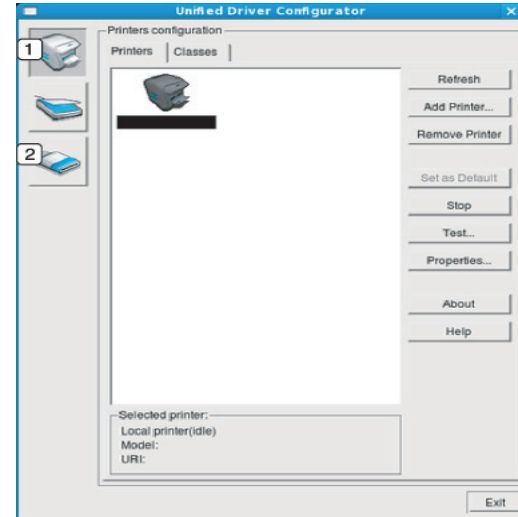 Unified Driver Configurator
Printers configuration
1
Printers Classes
Refresh
Add Printer...
Remove Printer
2
Set as Default
Stop
Test...
Properties...
About
Help
Selected printer:
Local printer(idle)
Model:
URI:
Exit